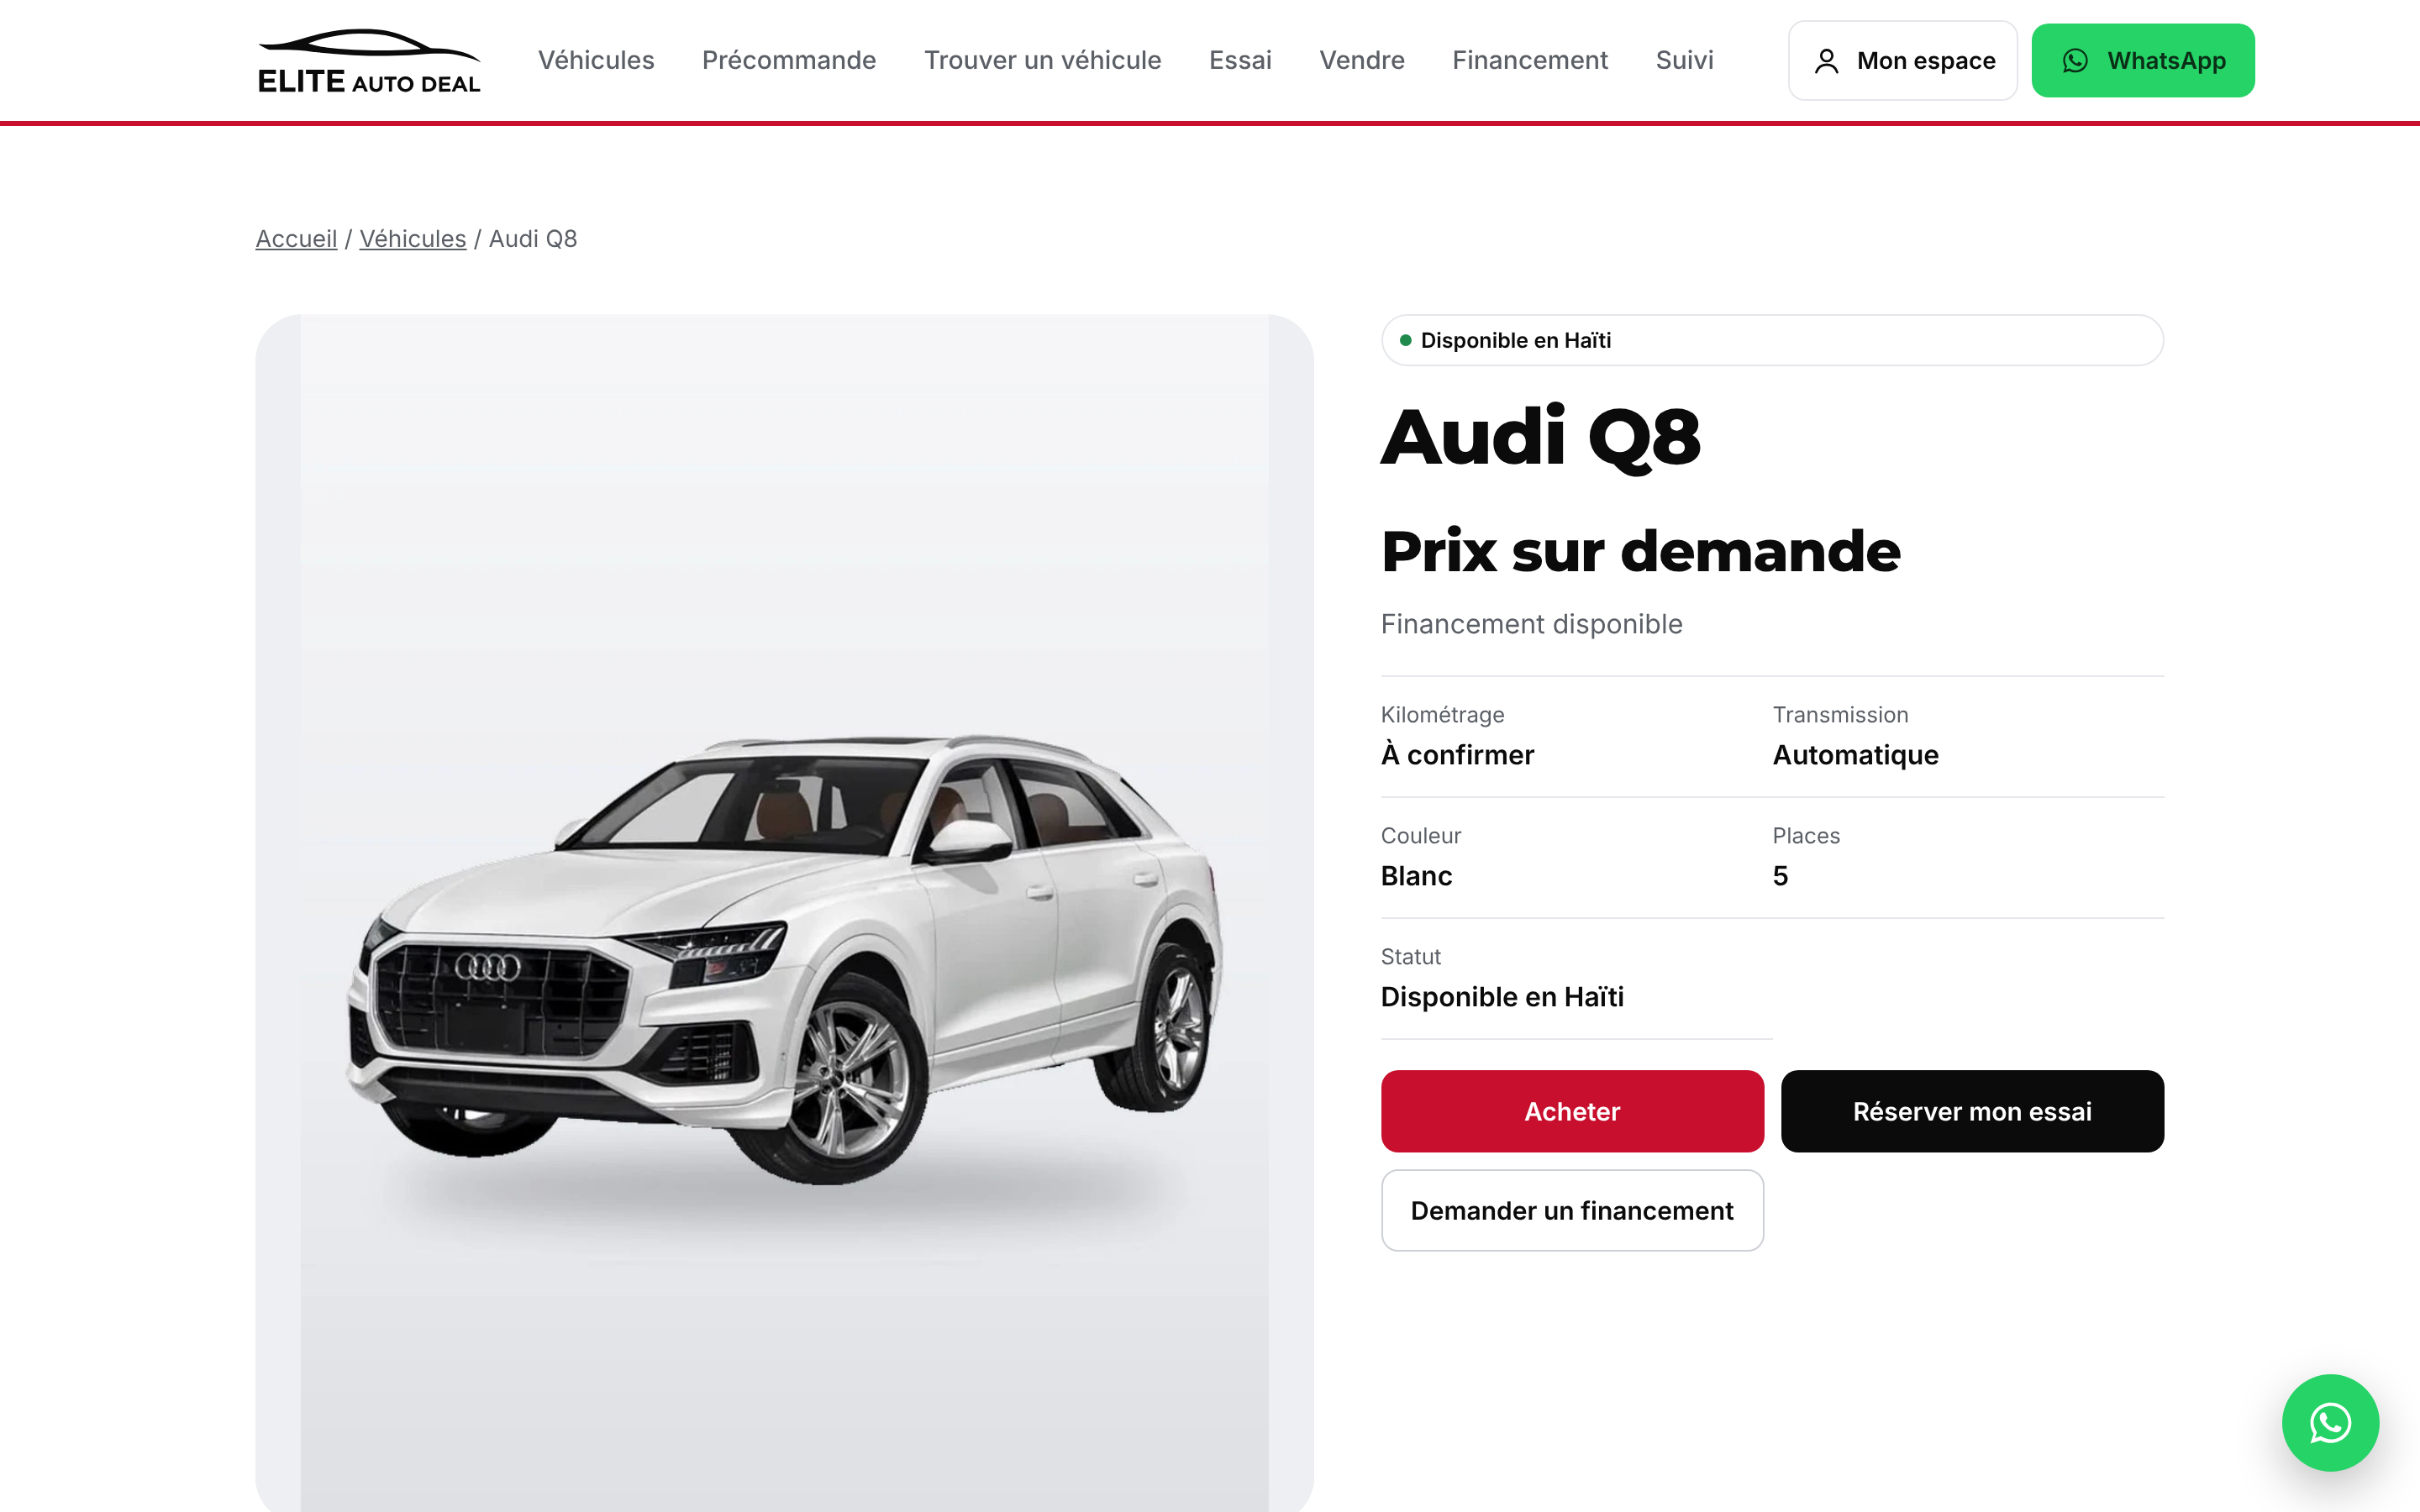 ELITE AUTO DEAL
Véhicules
Précommande
Trouver un véhicule
Essai
Vendre
Financement
Suivi
Mon espace
WhatsApp
Accueil / Véhicules / Audi Q8
Disponible en Haïti
Audi Q8
Prix sur demande
Financement disponible
Kilométrage
À confirmer
Transmission
Automatique
Couleur
Blanc
Places
5
Statut
Disponible en Haïti
Acheter
Réserver mon essai
Demander un financement